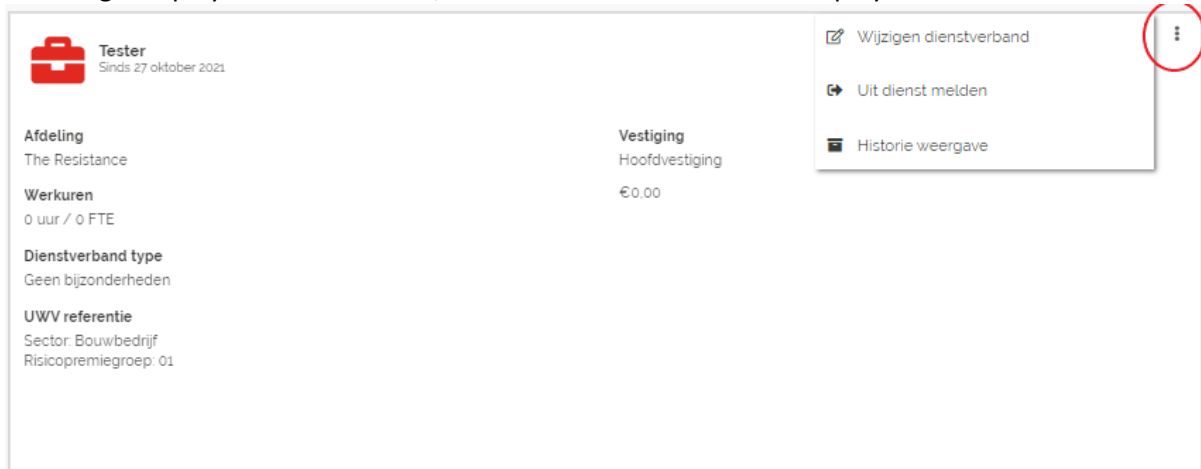 Tester
Sinds 27 oktober 2021
Wijzigen dienstverband
Uit dienst melden
Historie weergave
Afdeling
The Resistance
Vestiging
Hoofdvestiging
€0,00
Werkuren
0 uur / 0 FTE
Dienstverband type
Geen bijzonderheden
UWV referentie
Sector: Bouwbedrijf
Risicopremiegroep: 01